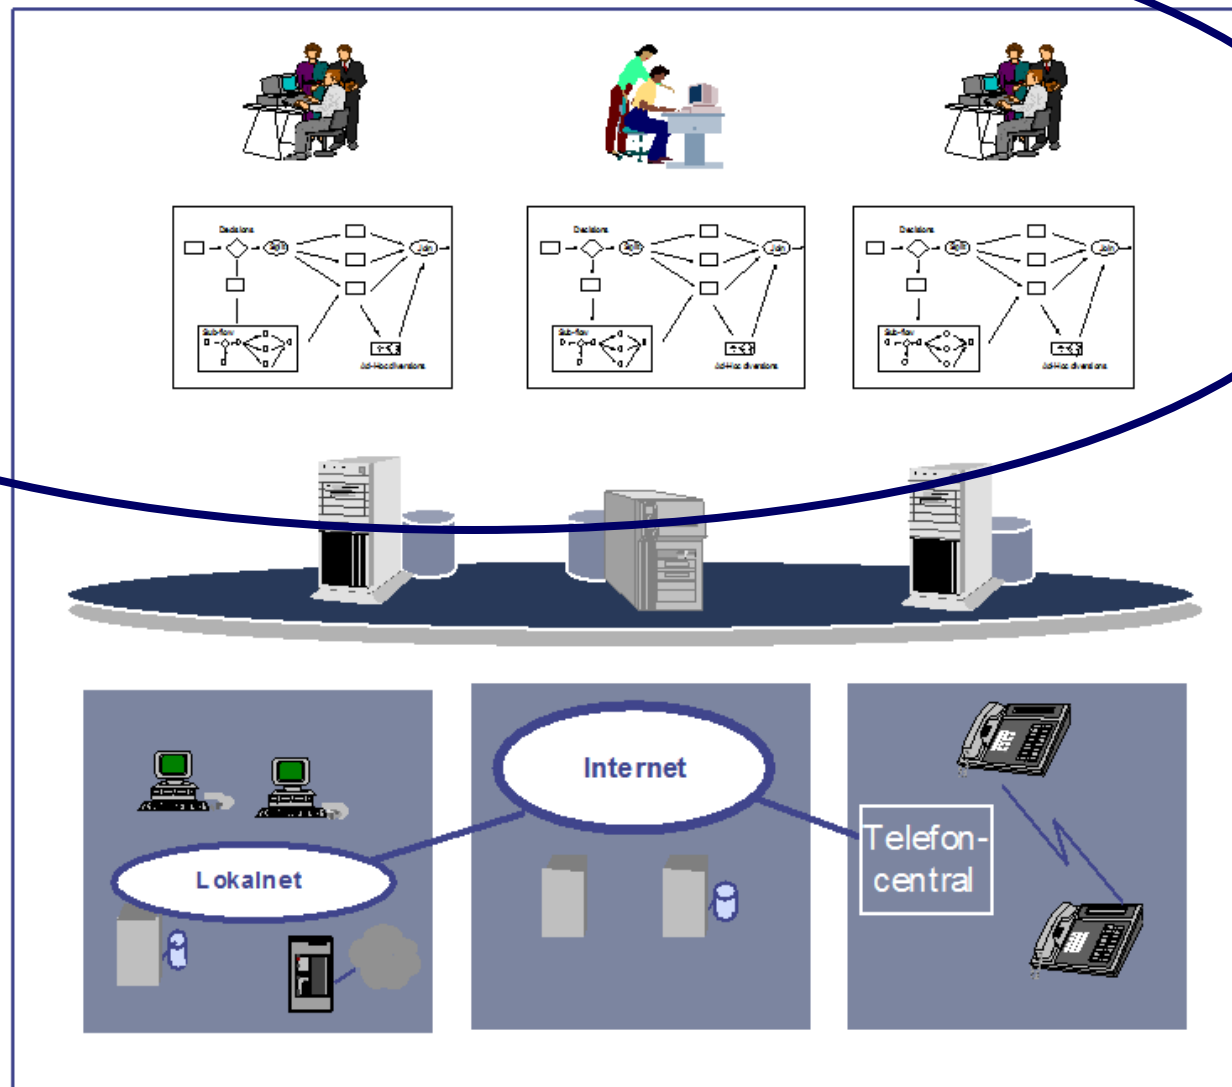 Decisions
Split
Join
Sub-flow
Ad-Hoc diversions
Decisions
Split
Join
Sub-flow
Ad-Hoc diversions
Decisions
Split
Join
Sub-flow
Ad-Hoc diversions
Internet
Lokalnet
Telefon-
central